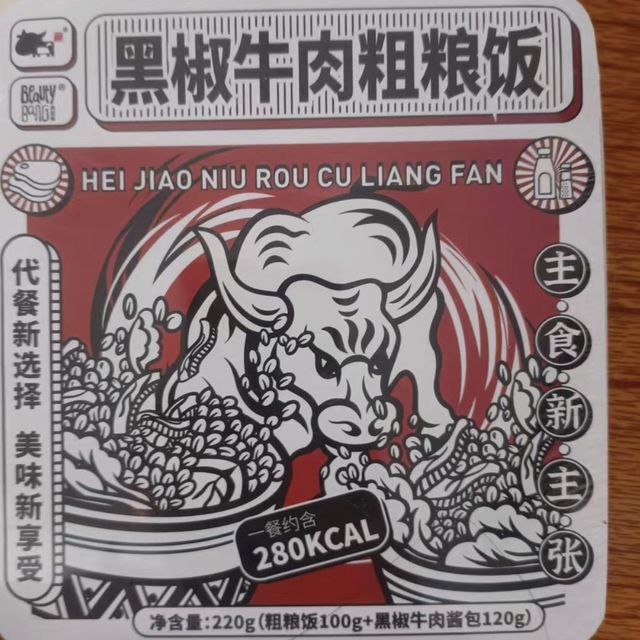 黑椒牛肉粗粮饭
Beauty
BANG
HEI JIAO NIU ROU CU LIANG FAN
代餐新选择 美味新享受
主食新主张
一餐约含
280KCAL
净含量:220g(粗粮饭100g+黑椒牛肉酱包120g)